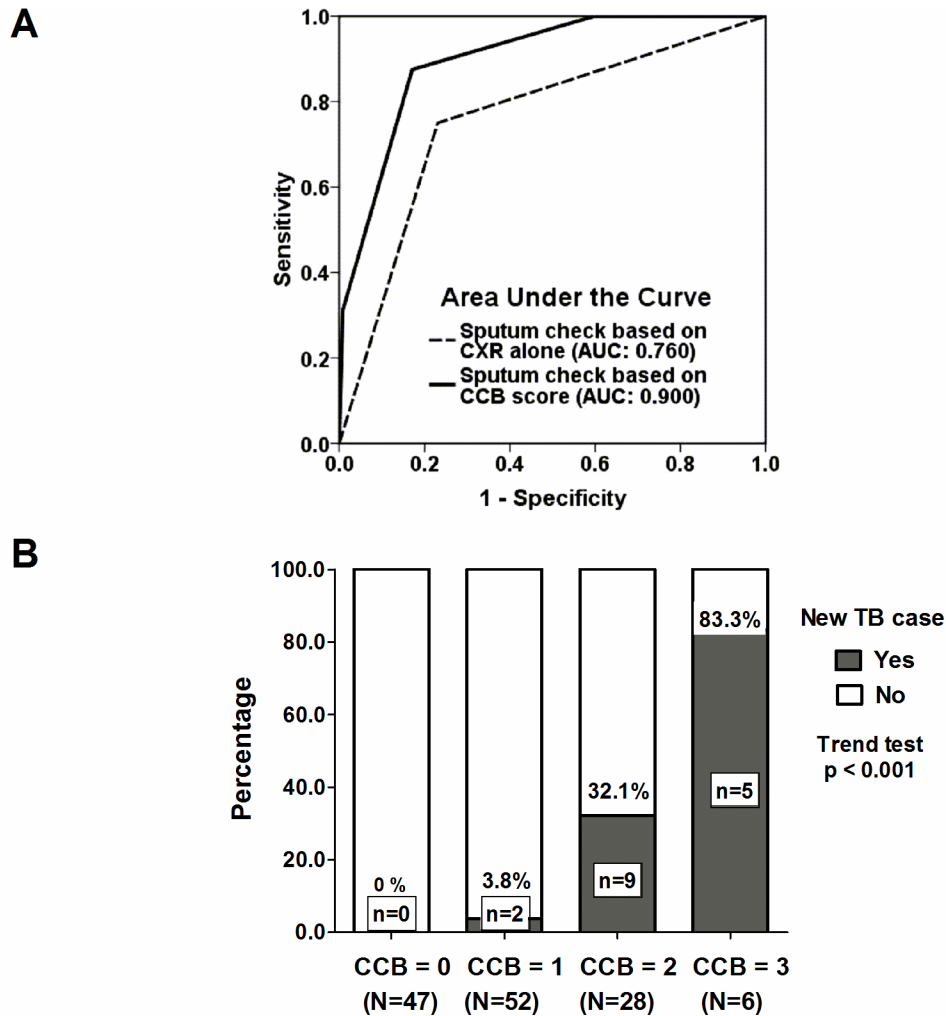 A
1.0
0.8
0.6
0.4
0.2
0.0
Sensitivity
Area Under the Curve
Sputum check based on
CXR alone (AUC: 0.760)
Sputum check based on
CCB score (AUC: 0.900)
0.0 0.2 0.4 0.6 0.8 1.0
1 - Specificity
B
100.0
80.0
60.0
40.0
20.0
0.0
Percentage
0 %
n=0
3.8%
n=2
32.1%
n=9
83.3%
n=5
New TB case
Yes
No
Trend test
p < 0.001
CCB = 0 CCB = 1 CCB = 2 CCB = 3
(N=47) (N=52) (N=28) (N=6)